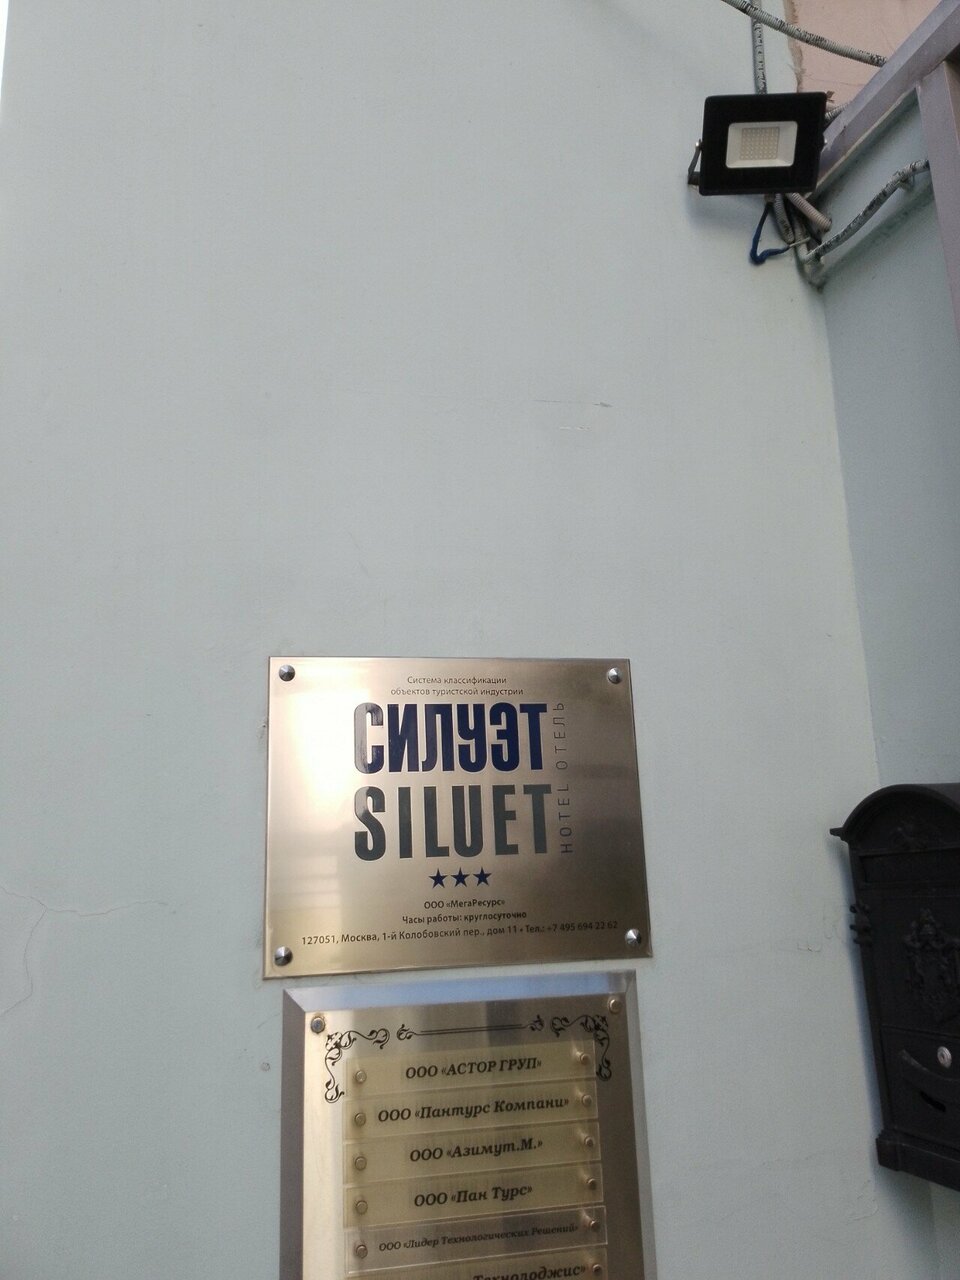 Система классификации
объектов туристской индустрии
СИЛУЭТ
SILUET
HOTEL ОТЕЛЬ
ООО «МегаРесурс»
Часы работы: круглосуточно
127051, Москва, 1-й Колобовский пер., дом 11 • Тел.: +7 495 694 22 62
ООО «АСТОР ГРУП»
ООО «Пантурс Компани»
ООО «Азимут.М.»
ООО «Пан Турс»
ООО «Лидер Технологических Решений»